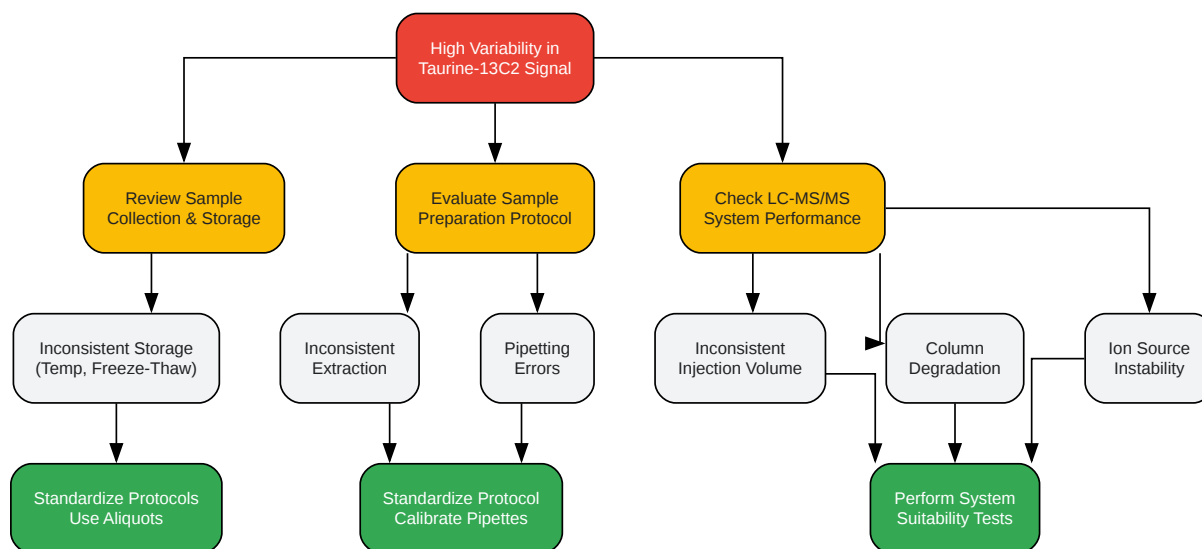 High Variability in
Taurine-13C2 Signal
Review Sample
Collection & Storage
Evaluate Sample
Preparation Protocol
Check LC-MS/MS
System Performance
Inconsistent Storage
(Temp, Freeze-Thaw)
Inconsistent
Extraction
Pipetting
Errors
Inconsistent
Injection Volume
Column
Degradation
Ion Source
Instability
Standardize Protocols
Use Aliquots
Standardize Protocol
Calibrate Pipettes
Perform System
Suitability Tests